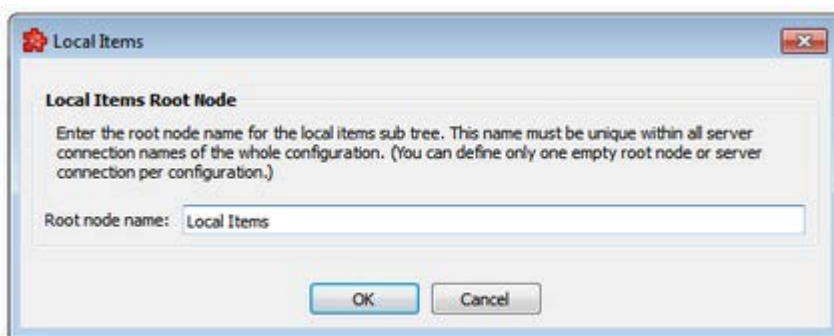 Local Items
Local Items Root Node
Enter the root node name for the local items sub tree. This name must be unique within all server
connection names of the whole configuration. (You can define only one empty root node or server
connection per configuration.)
Root node name: Local Items
OK Cancel